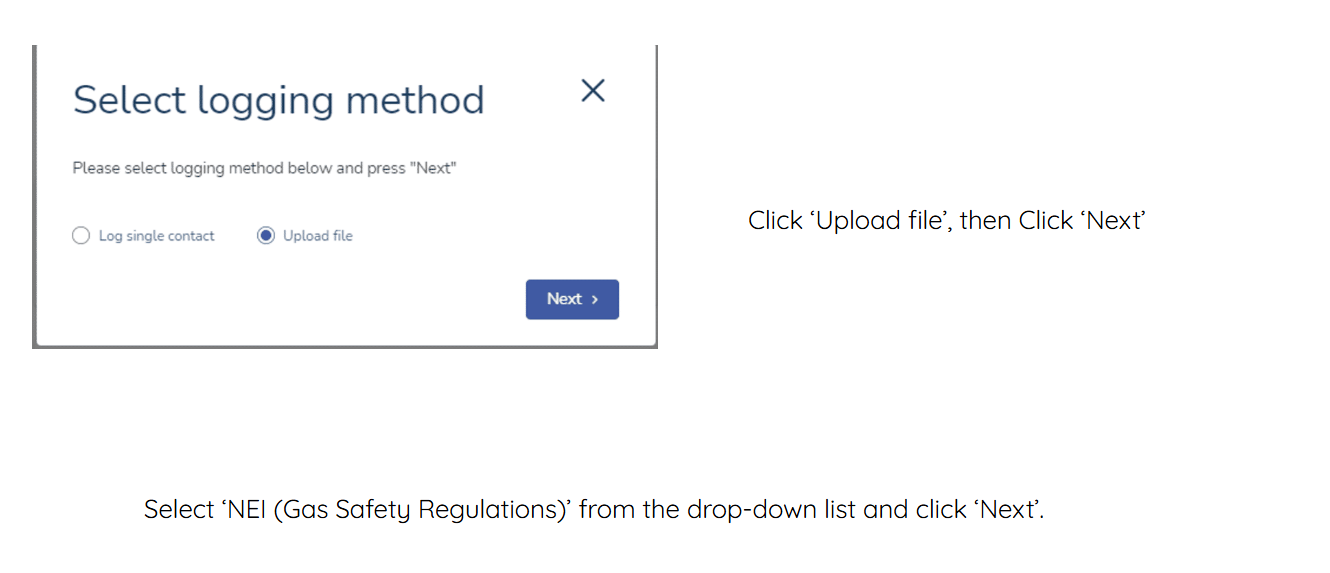 Select logging method
Please select logging method below and press "Next"
Log single contact
Upload file
Next
Click ‘Upload file’, then Click ‘Next’
Select ‘NEI (Gas Safety Regulations)’ from the drop-down list and click ‘Next’.